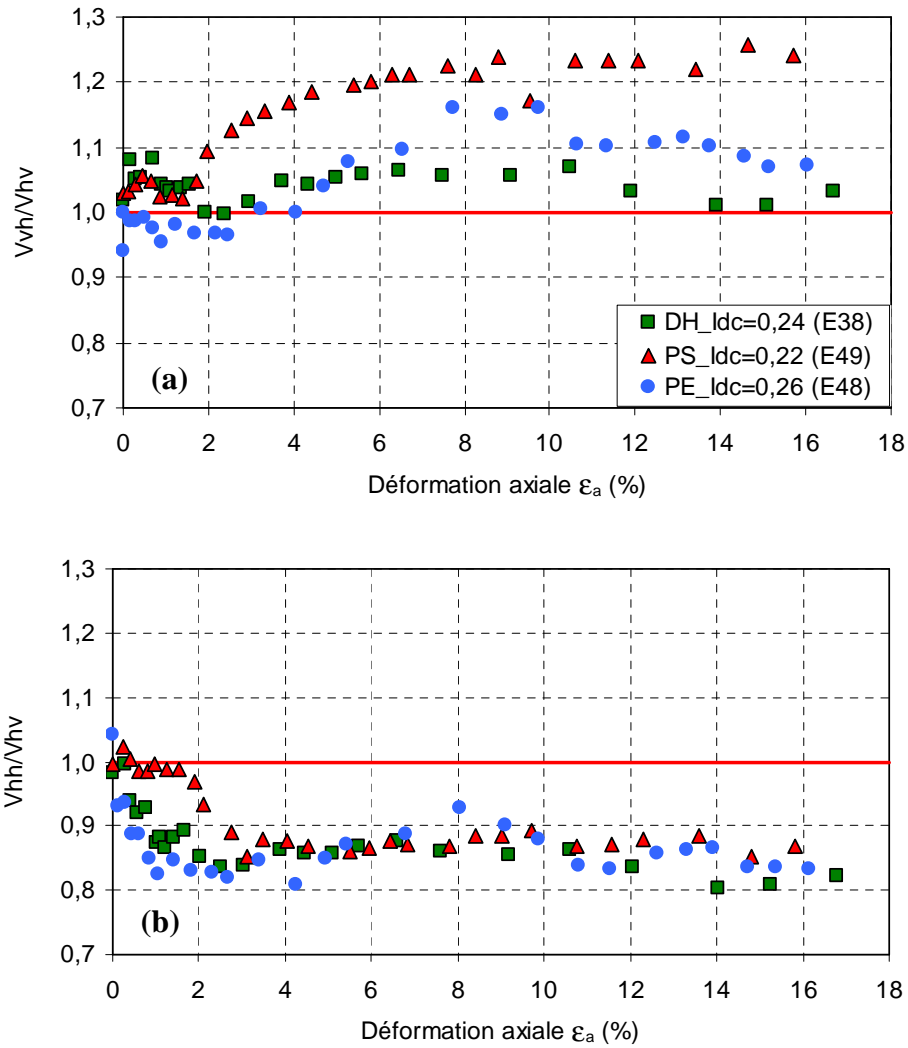 1,3
1,2
1,1
1,0
0,9
0,8
0,7
Vvh/Vhv
(a)
DH_Idc=0,24 (E38)
PS_Idc=0,22 (E49)
PE_Idc=0,26 (E48)
0 2 4 6 8 10 12 14 16 18
Déformation axiale εa (%)
1,3
1,2
1,1
1,0
0,9
0,8
0,7
Vhh/Vhv
(b)
0 2 4 6 8 10 12 14 16 18
Déformation axiale εa (%)